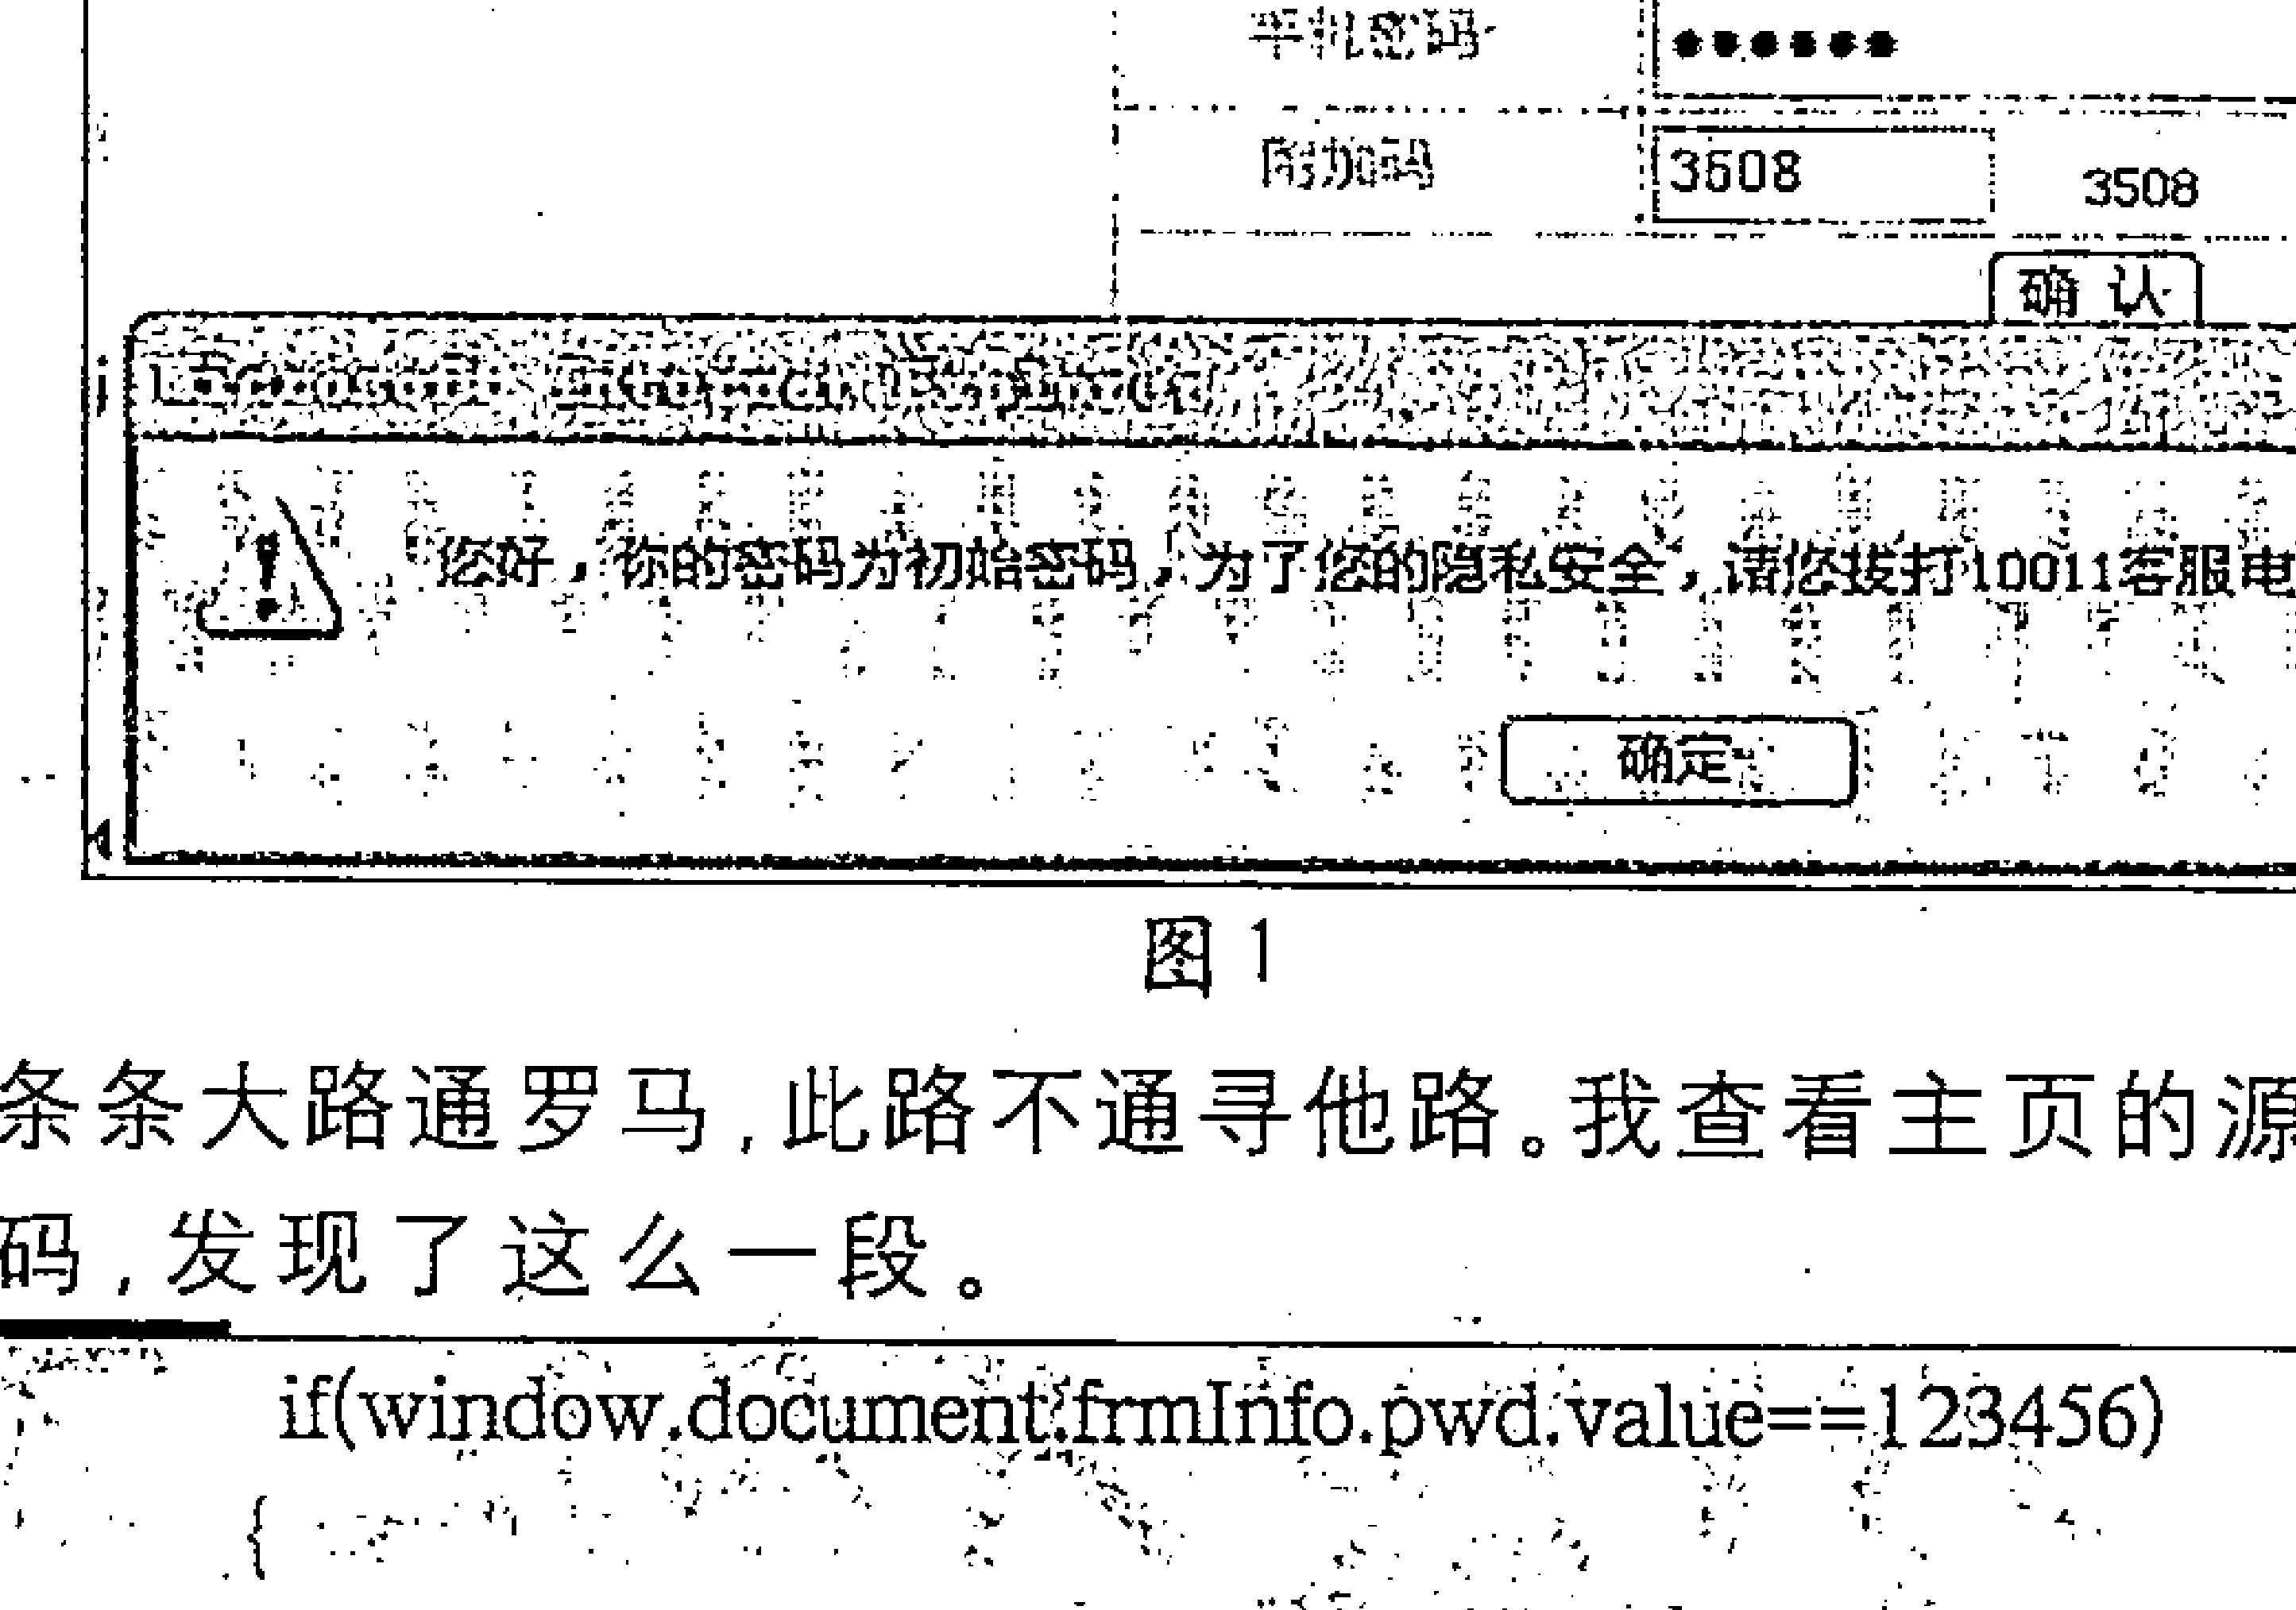 手机密码 ●●●●●●
附加码 3508 3508
确 认
Microsoft Internet Explorer
您好，你的密码为初始密码，为了您的隐私安全，请您拨打10011客服电
确定
图 1
条条大路通罗马，此路不通寻他路。我查看主页的源
码，发现了这么一段。
if(window.document.frmInfo.pwd.value==123456)
{